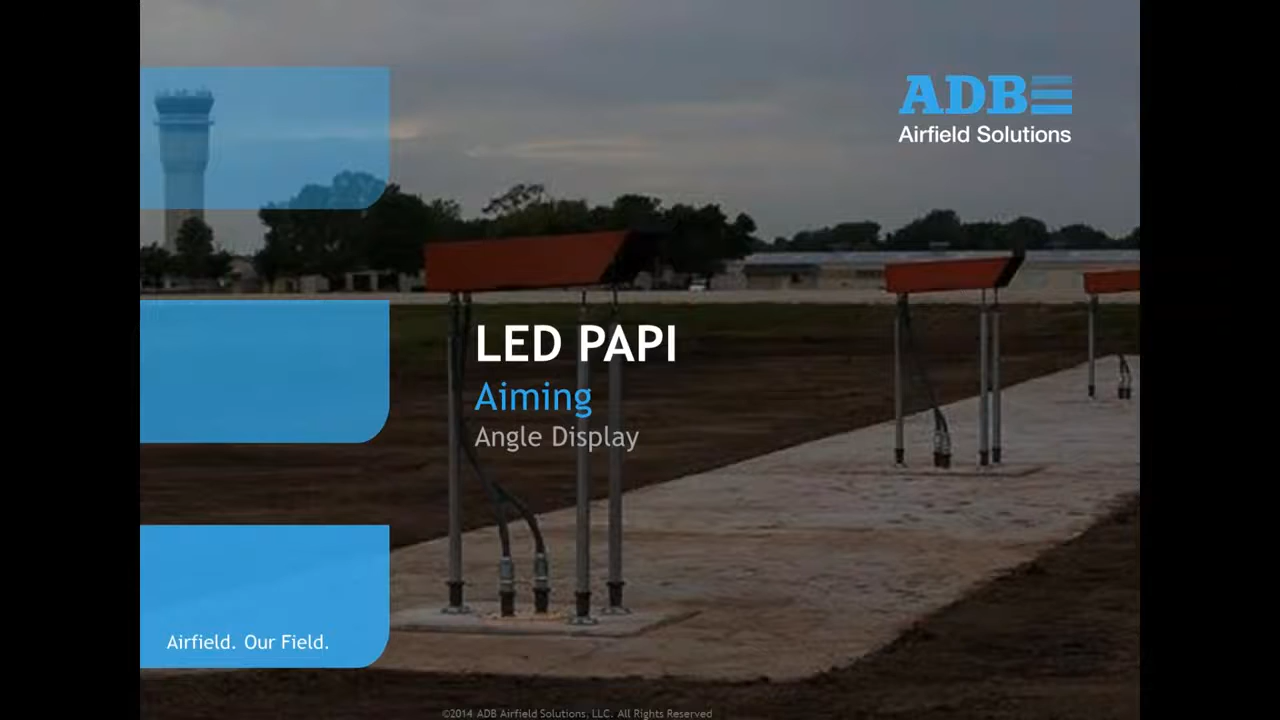 ADB
Airfield Solutions
LED PAPI
Aiming
Angle Display
Airfield. Our Field.
©2014 ADB Airfield Solutions, LLC. All Rights Reserved